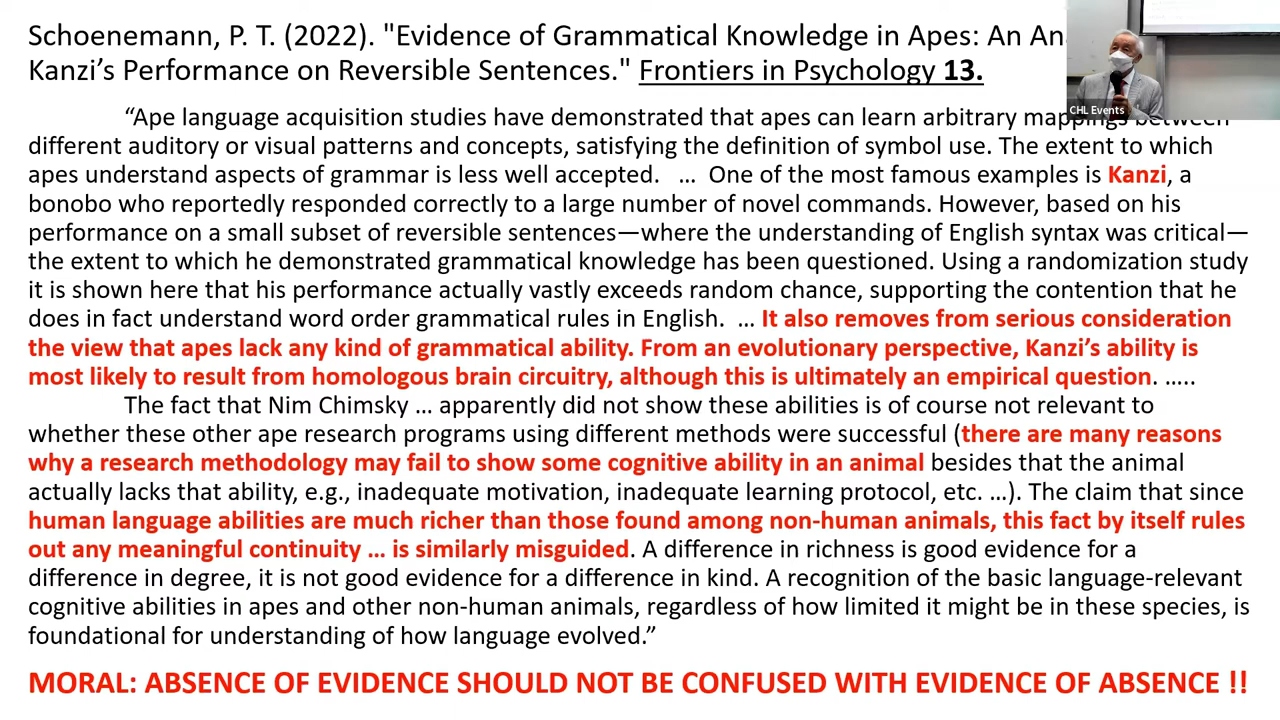 Schoenemann, P. T. (2022). "Evidence of Grammatical Knowledge in Apes: An An
Kanzi’s Performance on Reversible Sentences." Frontiers in Psychology 13.
CHL Events
“Ape language acquisition studies have demonstrated that apes can learn arbitrary mappings between
different auditory or visual patterns and concepts, satisfying the definition of symbol use. The extent to which
apes understand aspects of grammar is less well accepted. … One of the most famous examples is Kanzi, a
bonobo who reportedly responded correctly to a large number of novel commands. However, based on his
performance on a small subset of reversible sentences—where the understanding of English syntax was critical—
the extent to which he demonstrated grammatical knowledge has been questioned. Using a randomization study
it is shown here that his performance actually vastly exceeds random chance, supporting the contention that he
does in fact understand word order grammatical rules in English. … It also removes from serious consideration
the view that apes lack any kind of grammatical ability. From an evolutionary perspective, Kanzi’s ability is
most likely to result from homologous brain circuitry, although this is ultimately an empirical question. …..
The fact that Nim Chimsky … apparently did not show these abilities is of course not relevant to
whether these other ape research programs using different methods were successful (there are many reasons
why a research methodology may fail to show some cognitive ability in an animal besides that the animal
actually lacks that ability, e.g., inadequate motivation, inadequate learning protocol, etc. …). The claim that since
human language abilities are much richer than those found among non-human animals, this fact by itself rules
out any meaningful continuity … is similarly misguided. A difference in richness is good evidence for a
difference in degree, it is not good evidence for a difference in kind. A recognition of the basic language-relevant
cognitive abilities in apes and other non-human animals, regardless of how limited it might be in these species, is
foundational for understanding of how language evolved.”
MORAL: ABSENCE OF EVIDENCE SHOULD NOT BE CONFUSED WITH EVIDENCE OF ABSENCE !!